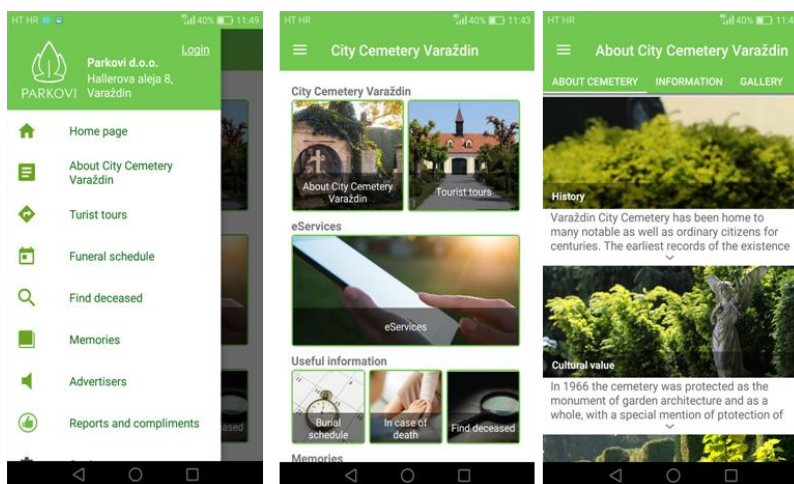 HT HR
40% 11:49
Login
Parkovi d.o.o.
Hallerova aleja 8,
Varaždin
PARKOVI
Home page
About City Cemetery
Varaždin
Turist tours
Funeral schedule
Find deceased
Memories
Advertisers
Reports and compliments
ased
HT HR
40% 11:43
City Cemetery Varaždin
City Cemetery Varaždin
About City Cemetery
Varaždin
Tourist tours
eServices
eServices
Useful information
Burial
schedule
In case of
death
Find deceased
Memories
HT HR
40% 11:4
About City Cemetery Varaždin
ABOUT CEMETERY INFORMATION GALLERY
History
Varaždin City Cemetery has been home to
many notable as well as ordinary citizens for
centuries. The earliest records of the existence
Cultural value
In 1966 the cemetery was protected as the
monument of garden architecture and as a
whole, with a special mention of ptotection of